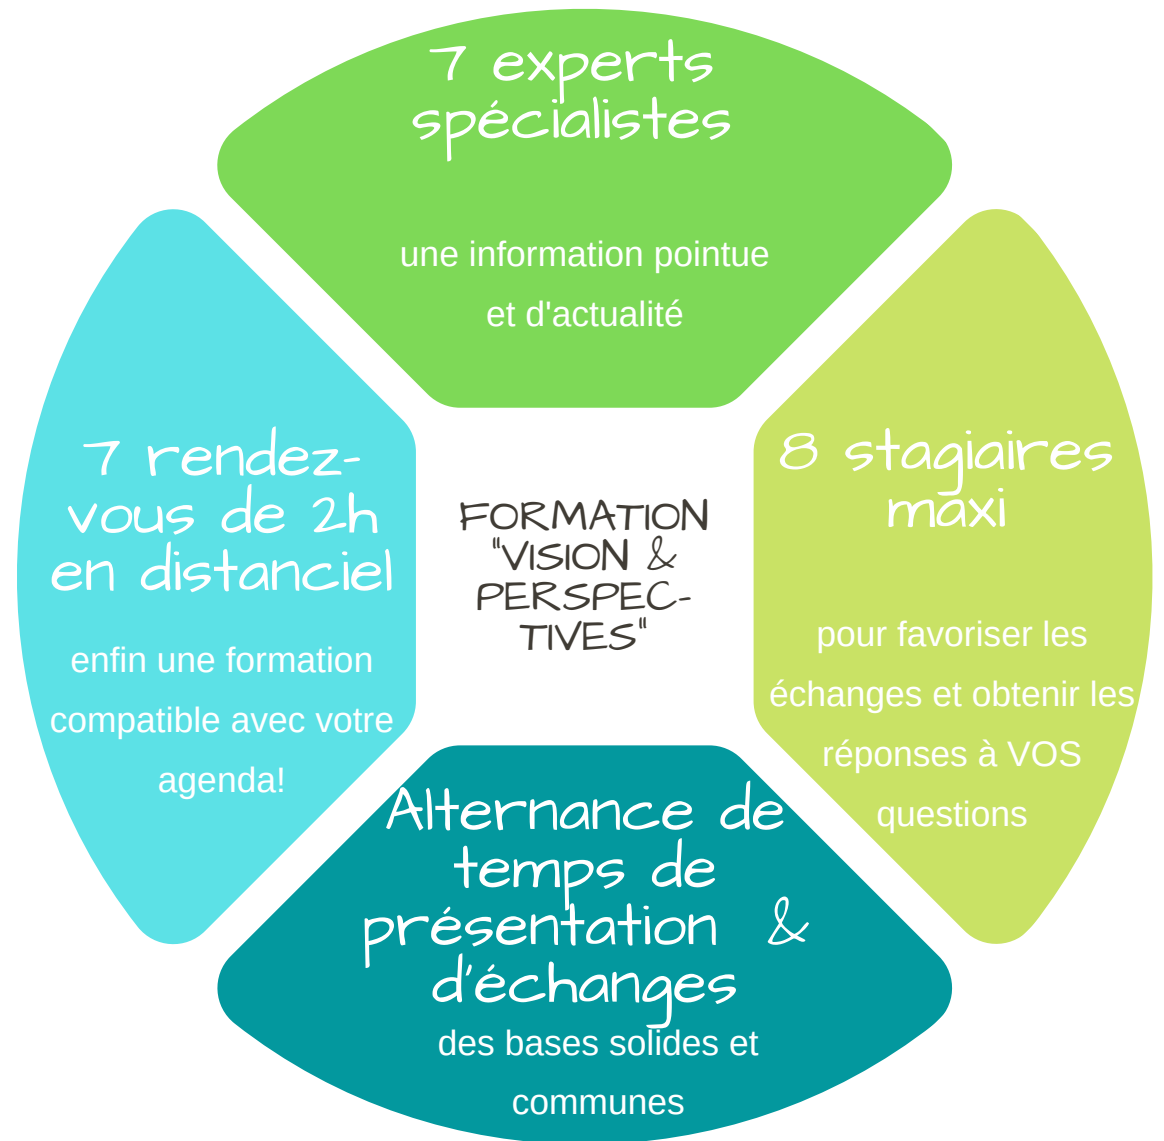 7 experts
spécialistes
une information pointue
et d'actualité
7 rendez-
vous de 2h
en distanciel
enfin une formation
compatible avec votre
agenda!
FORMATION
"VISION &
PERSPEC-
TIVES"
8 stagiaires
maxi
pour favoriser les
échanges et obtenir les
réponses à VOS
questions
Alternance de
temps de
présentation &
d'échanges
des bases solides et
communes